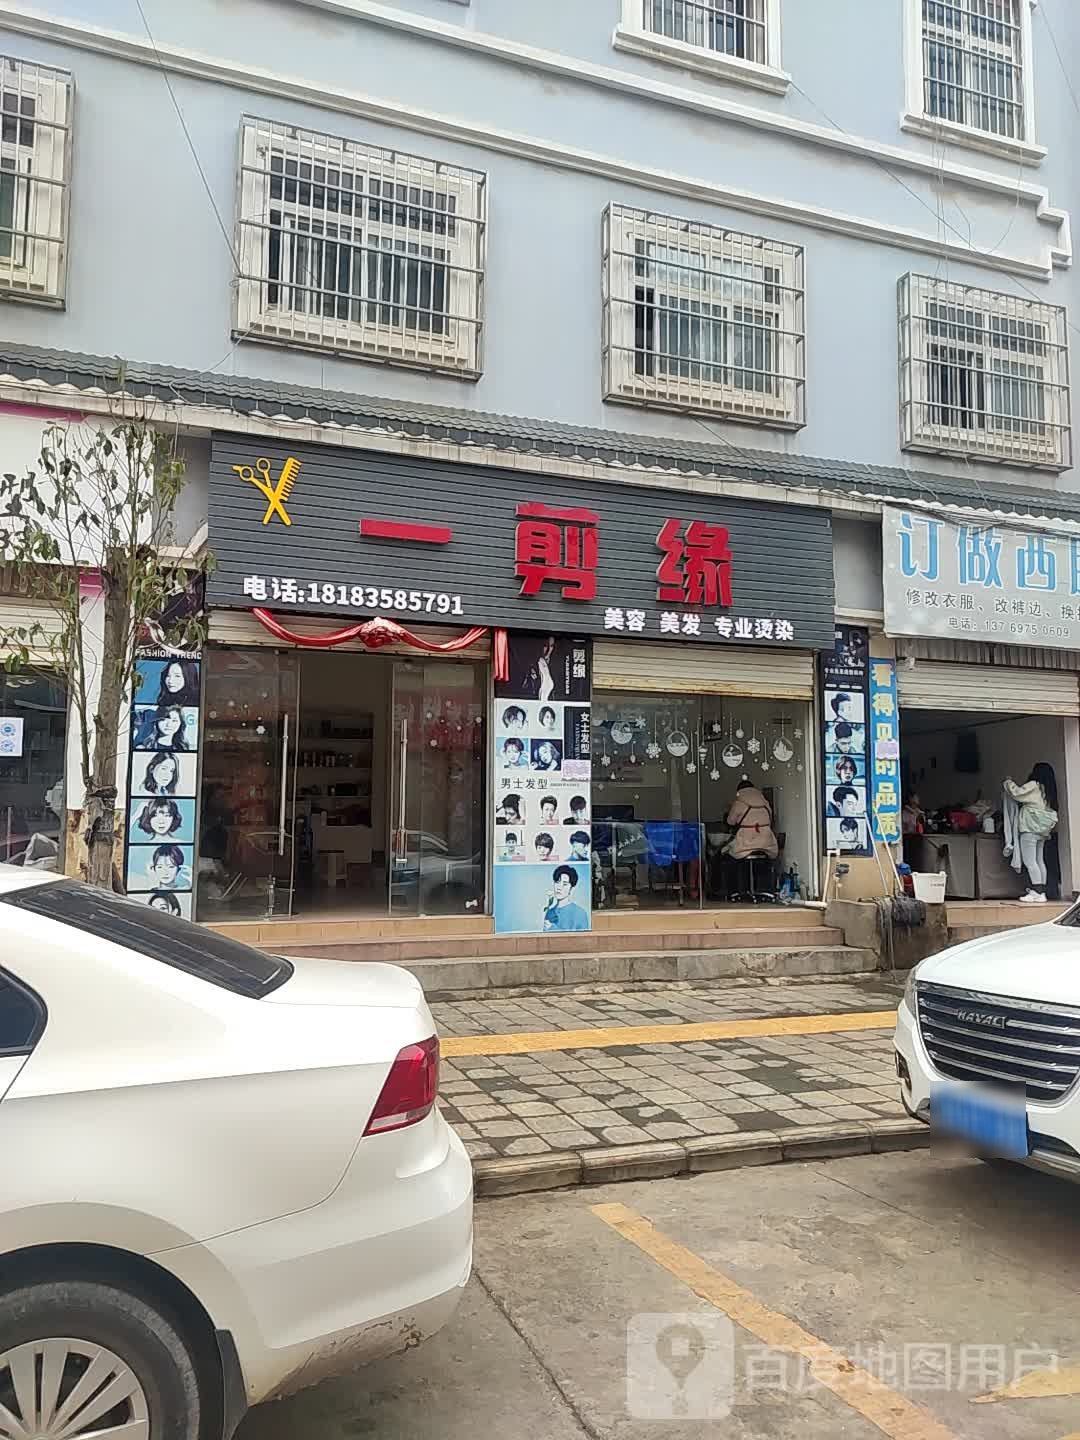 一剪缘
电话:18183585791
美容 美发 专业烫染
订做西
修改衣服、改裤边、换
电话: 137 6975 0609
FASHION TREND
剪缘
女士发型
男士发型
看得见的品质
HAVAL
百度地图用户